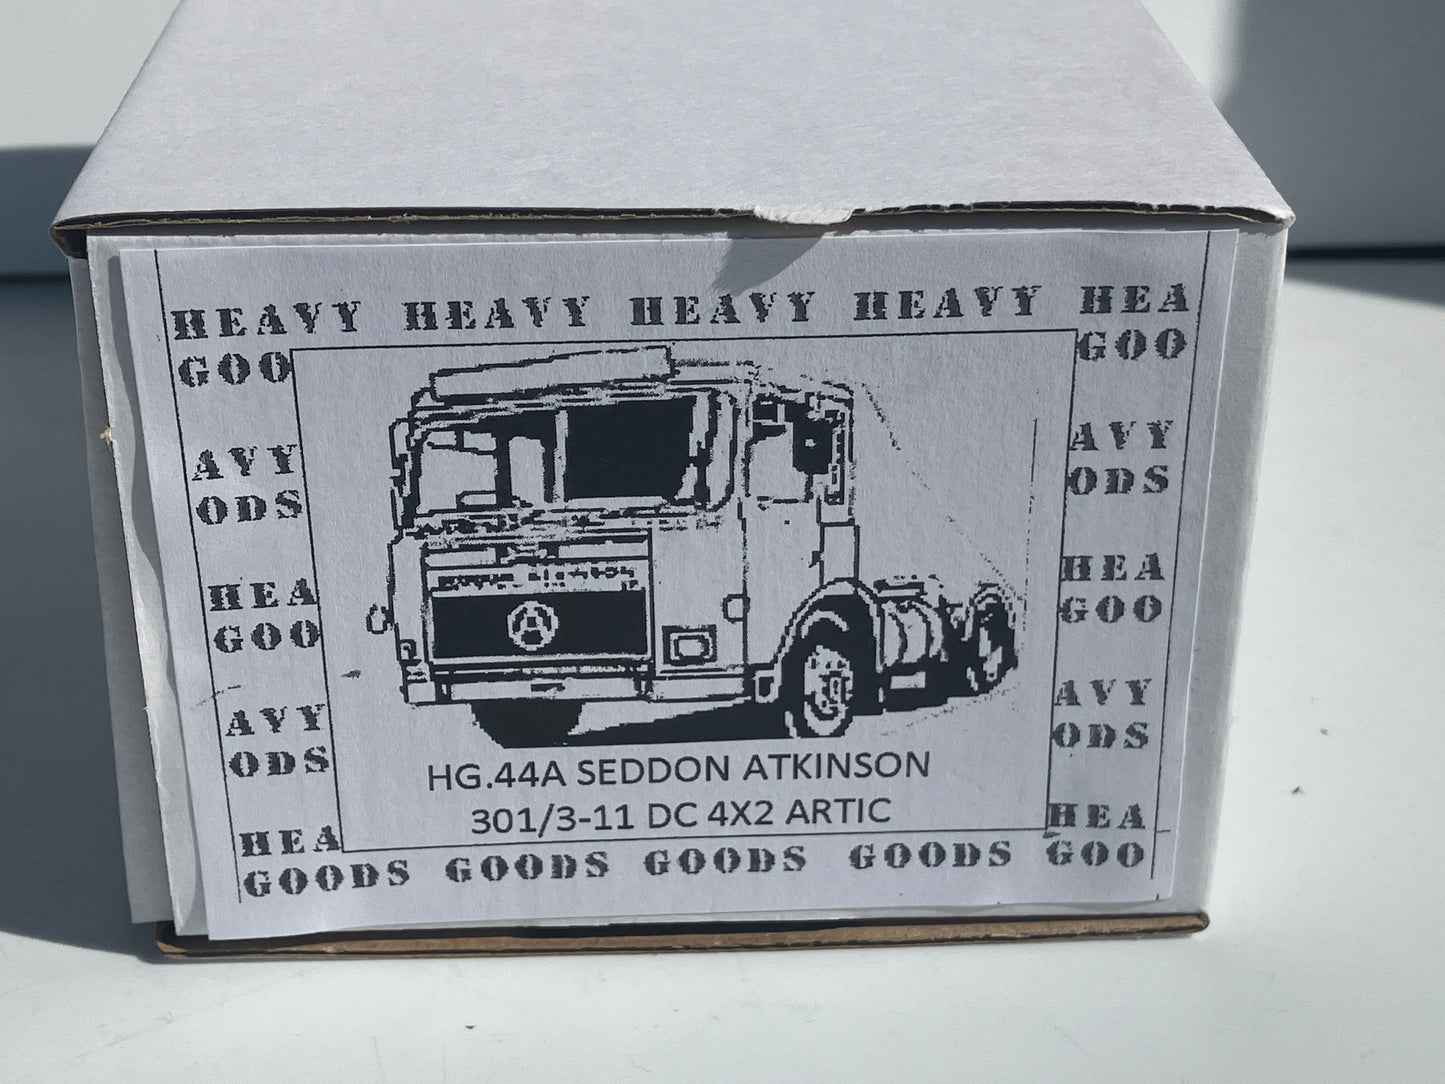 HEAVY HEAVY HEAVY HEAVY HEA
GOO GOO
AVY AVY
ODS ODS
HEA HEA
GOO GOO
AVY AVY
ODS ODS
HG.44A SEDDON ATKINSON
301/3-11 DC 4X2 ARTIC
HEA HEA
GOODS GOODS GOODS GOODS GOO